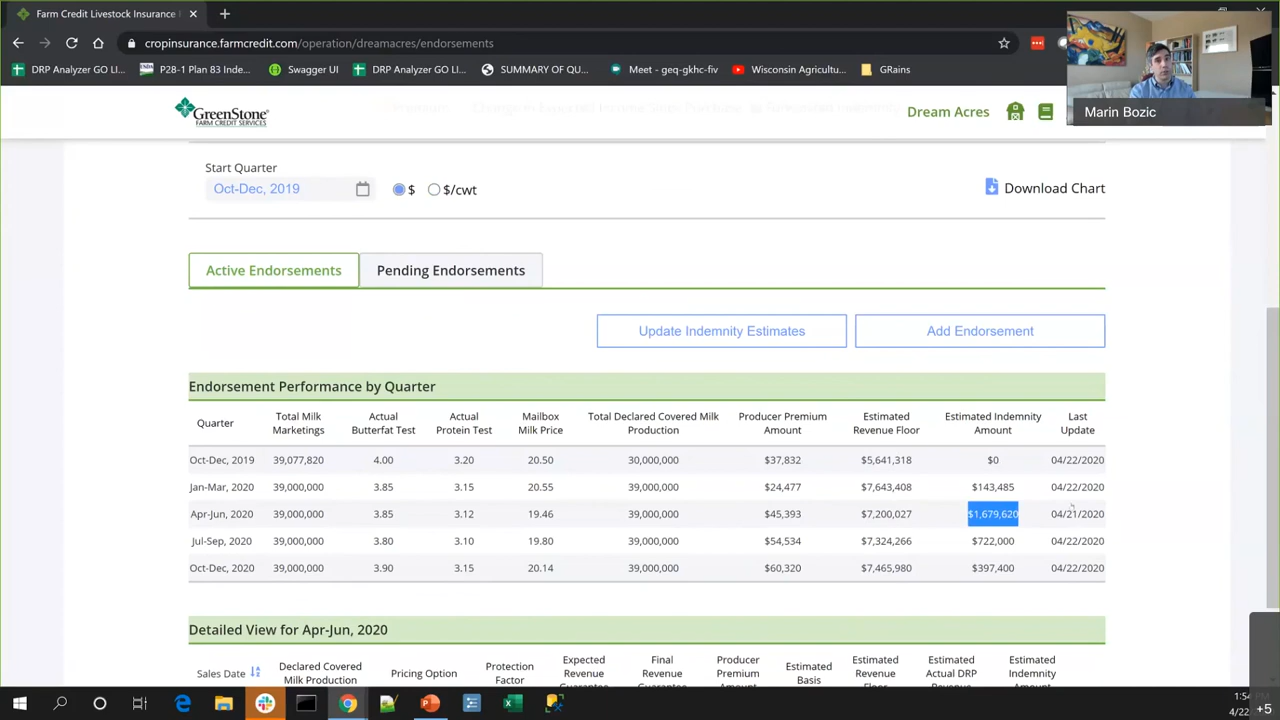 Farm Credit Livestock Insurance
cropinsurance.farmcredit.com/operation/dreamacres/endorsements
DRP Analyzer GO LI... P28-1 Plan 83 Inde... Swagger UI DRP Analyzer GO LI... SUMMARY OF QU... Meet - geq-gkhc-fiv Wisconsin Agricultu... GRains
Marin Bozic
GREENSTONE
FARM CREDIT SERVICES
Dream Acres
Start Quarter
Oct-Dec, 2019 $ $/cwt
Download Chart
Active Endorsements Pending Endorsements
Update Indemnity Estimates Add Endorsement
Endorsement Performance by Quarter
Quarter Total Milk Marketings Actual Butterfat Test Actual Protein Test Mailbox Milk Price Total Declared Covered Milk Production Producer Premium Amount Estimated Revenue Floor Estimated Indemnity Amount Last Update
Oct-Dec, 2019 39,077,820 4.00 3.20 20.50 30,000,000 $37,832 $5,641,318 $0 04/22/2020
Jan-Mar, 2020 39,000,000 3.85 3.15 20.55 39,000,000 $24,477 $7,643,408 $143,485 04/22/2020
Apr-Jun, 2020 39,000,000 3.85 3.12 19.46 39,000,000 $45,393 $7,200,027 $1,679,620 04/21/2020
Jul-Sep, 2020 39,000,000 3.80 3.10 19.80 39,000,000 $54,534 $7,324,266 $722,000 04/22/2020
Oct-Dec, 2020 39,000,000 3.90 3.15 20.14 39,000,000 $60,320 $7,465,980 $397,400 04/22/2020
Detailed View for Apr-Jun, 2020
Sales Date Declared Covered Milk Production Pricing Option Protection Factor Expected Revenue Guarantee Final Revenue Guarantee Producer Premium Amount Estimated Basis Estimated Revenue Floor Estimated Actual DRP Revenue Estimated Indemnity Amount
1:5
4/22/
+5